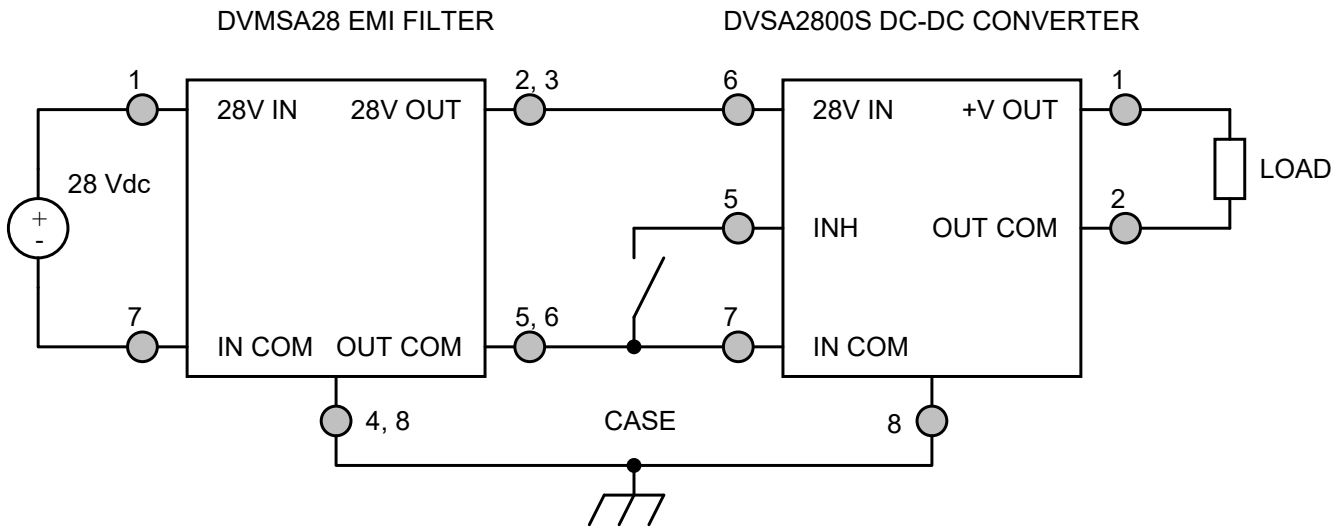 DVMSA28 EMI FILTER
DVSA2800S DC-DC CONVERTER
1
2, 3
6
1
28V IN
28V OUT
28V IN
+V OUT
28 Vdc
LOAD
+
-
5
2
INH
OUT COM
7
5, 6
7
IN COM
OUT COM
IN COM
4, 8
CASE
8